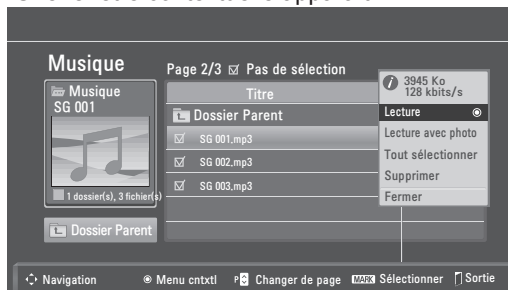 Musique
Page 2/3 Pas de sélection
Musique
SG 001
1 dossier(s), 3 fichier(s)
Dossier Parent
Titre
Dossier Parent
SG 001.mp3
SG 002.mp3
SG 003.mp3
3945 Ko
128 kbits/s
Lecture
Lecture avec photo
Tout sélectionner
Supprimer
Fermer
Navigation Menu cntxtl P Changer de page MARK Sélectionner Sortie